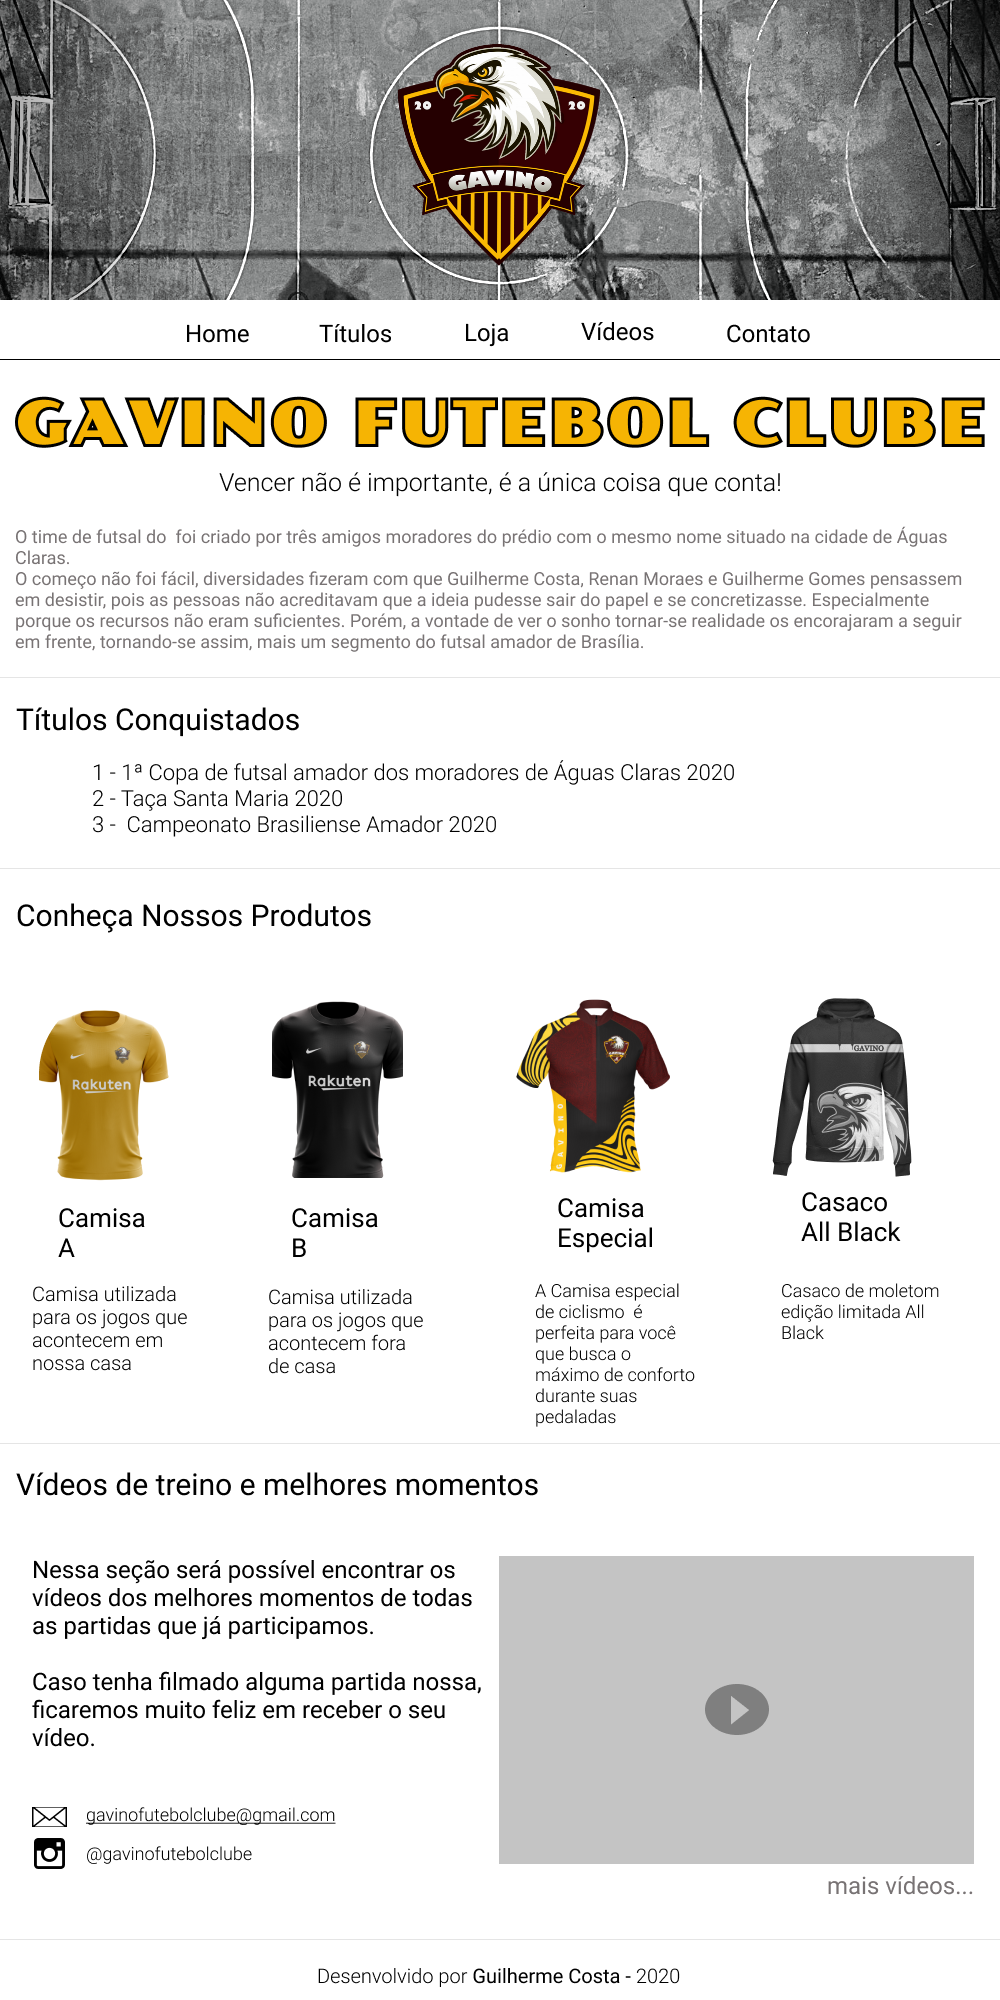 20 20
GAVINO
Home Títulos Loja Vídeos Contato
GAVINO FUTEBOL CLUBE
Vencer não é importante, é a única coisa que conta!
O time de futsal do  foi criado por três amigos moradores do prédio com o mesmo nome situado na cidade de Águas
Claras.
O começo não foi fácil, diversidades fizeram com que Guilherme Costa, Renan Moraes e Guilherme Gomes pensassem
em desistir, pois as pessoas não acreditavam que a ideia pudesse sair do papel e se concretizasse. Especialmente
porque os recursos não eram suficientes. Porém, a vontade de ver o sonho tornar-se realidade os encorajaram a seguir
em frente, tornando-se assim, mais um segmento do futsal amador de Brasília.
Títulos Conquistados
1 - 1ª Copa de futsal amador dos moradores de Águas Claras 2020
2 - Taça Santa Maria 2020
3 -  Campeonato Brasiliense Amador 2020
Conheça Nossos Produtos
Rakuten
Camisa
A
Camisa utilizada
para os jogos que
acontecem em
nossa casa
Rakuten
Camisa
B
Camisa utilizada
para os jogos que
acontecem fora
de casa
GAVINO
Camisa
Especial
A Camisa especial
de ciclismo  é
perfeita para você
que busca o
máximo de conforto
durante suas
pedaladas
GAVINO
Casaco
All Black
Casaco de moletom
edição limitada All
Black
Vídeos de treino e melhores momentos
Nessa seção será possível encontrar os
vídeos dos melhores momentos de todas
as partidas que já participamos.
Caso tenha filmado alguma partida nossa,
ficaremos muito feliz em receber o seu
vídeo.
gavinofutebolclube@gmail.com
@gavinofutebolclube
mais vídeos...
Desenvolvido por Guilherme Costa - 2020